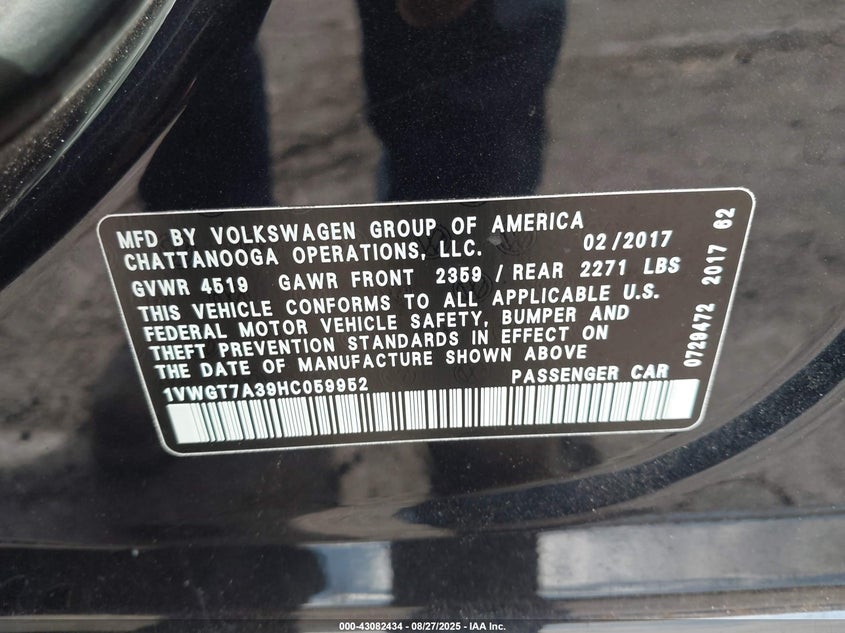 MFD BY VOLKSWAGEN GROUP OF AMERICA
CHATTANOOGA OPERATIONS, LLC. 02/2017
GVWR 4519 GAWR FRONT 2359 / REAR 2271 LBS
THIS VEHICLE CONFORMS TO ALL APPLICABLE U.S.
FEDERAL MOTOR VEHICLE SAFETY, BUMPER AND
THEFT PREVENTION STANDARDS IN EFFECT ON
THE DATE OF MANUFACTURE SHOWN ABOVE
1VWGT7A39HC059952 PASSENGER CAR
0729472 2017 62
000-43082434 - 08/27/2025 - IAA Inc.